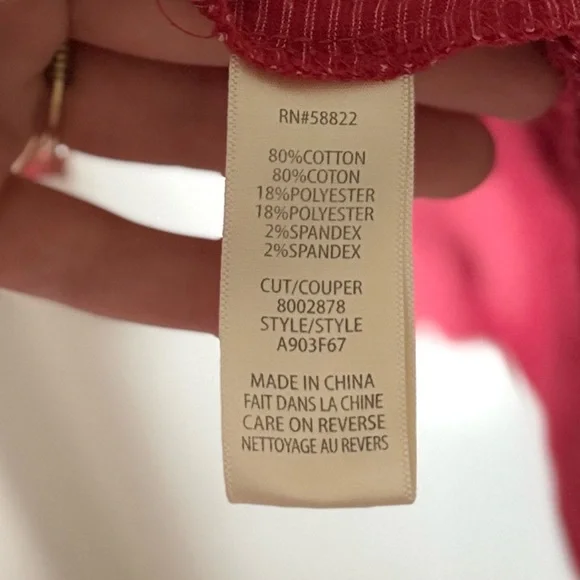 RN#58822
80%COTTON
80%COTON
18%POLYESTER
18%POLYESTER
2%SPANDEX
2%SPANDEX
CUT/COUPER
8002878
STYLE/STYLE
A903F67
MADE IN CHINA
FAIT DANS LA CHINE
CARE ON REVERSE
NETTOYAGE AU REVERS